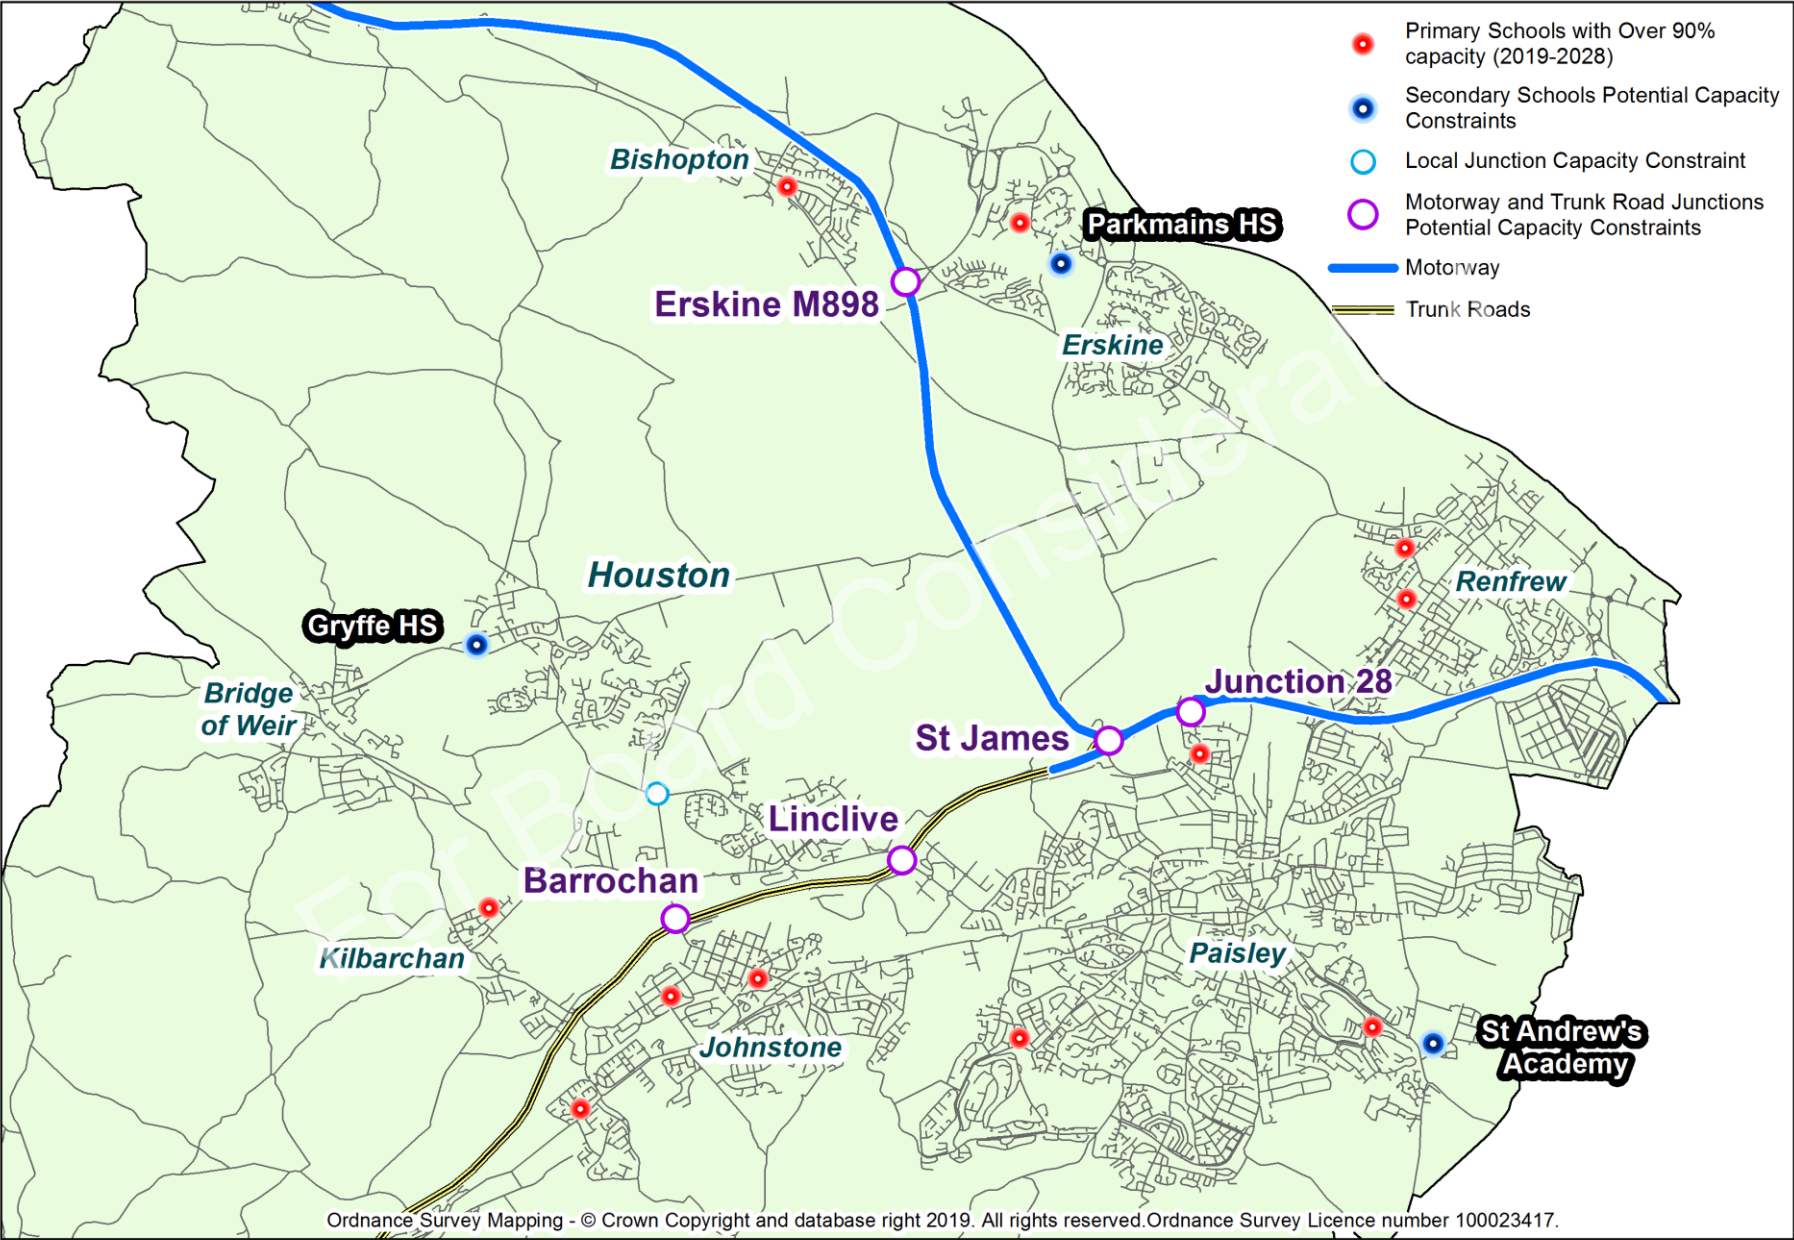 Primary Schools with Over 90%
capacity (2019-2028)
Secondary Schools Potential Capacity
Constraints
Local Junction Capacity Constraint
Motorway and Trunk Road Junctions
Potential Capacity Constraints
Motorway
Trunk Roads
Bishopton
Parkmains HS
Erskine M898
Erskine
Houston
Renfrew
Gryffe HS
Bridge
of Weir
Junction 28
St James
Linclive
Barrochan
Kilbarchan
Paisley
Johnstone
St Andrew's
Academy
For Board Considerat
Ordnance Survey Mapping - © Crown Copyright and database right 2019. All rights reserved.Ordnance Survey Licence number 100023417.